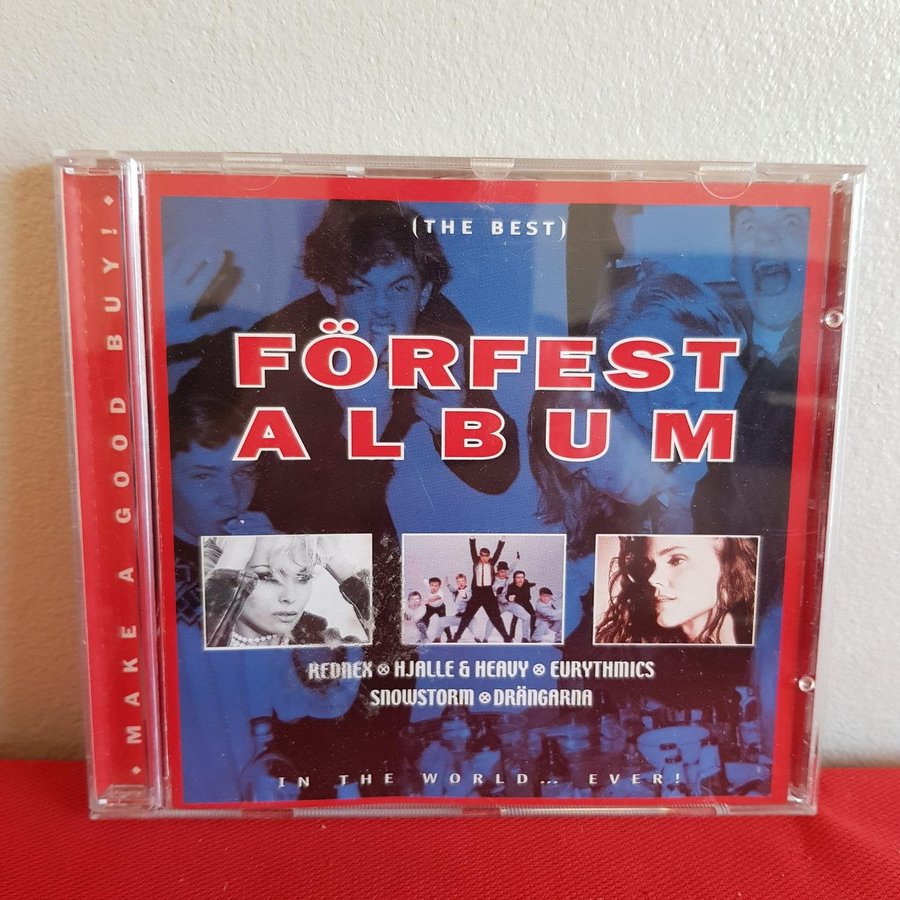 MAKE A GOOD BUY!
(THE BEST)
FÖRFEST
ALBUM
REDNEX ⊗ HJALLE & HEAVY ⊗ EURYTHMICS
SNOWSTORM ⊗ DRÄNGARNA
IN THE WORLD... EVER!